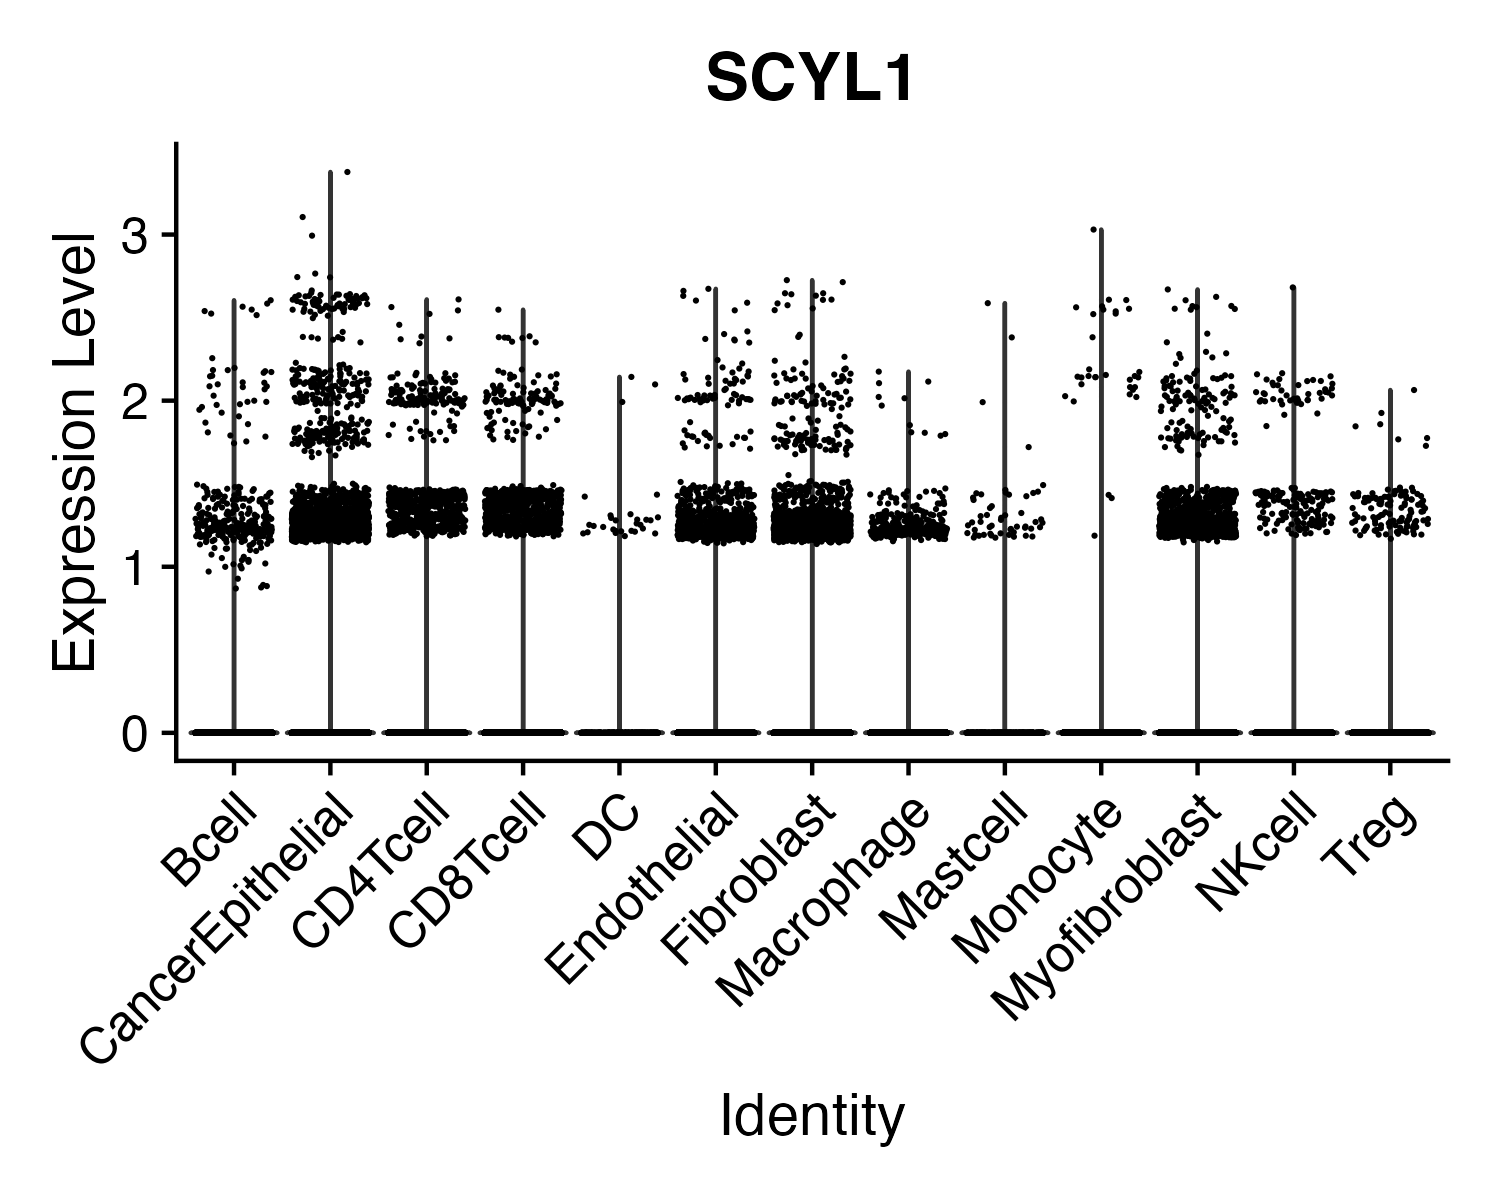 SCYL1
Expression Level
3
2
1
0
Bcell
CancerEpithelial
CD4Tcell
CD8Tcell
DC
Endothelial
Fibroblast
Macrophage
Mastcell
Monocyte
Myofibroblast
NKcell
Treg
Identity